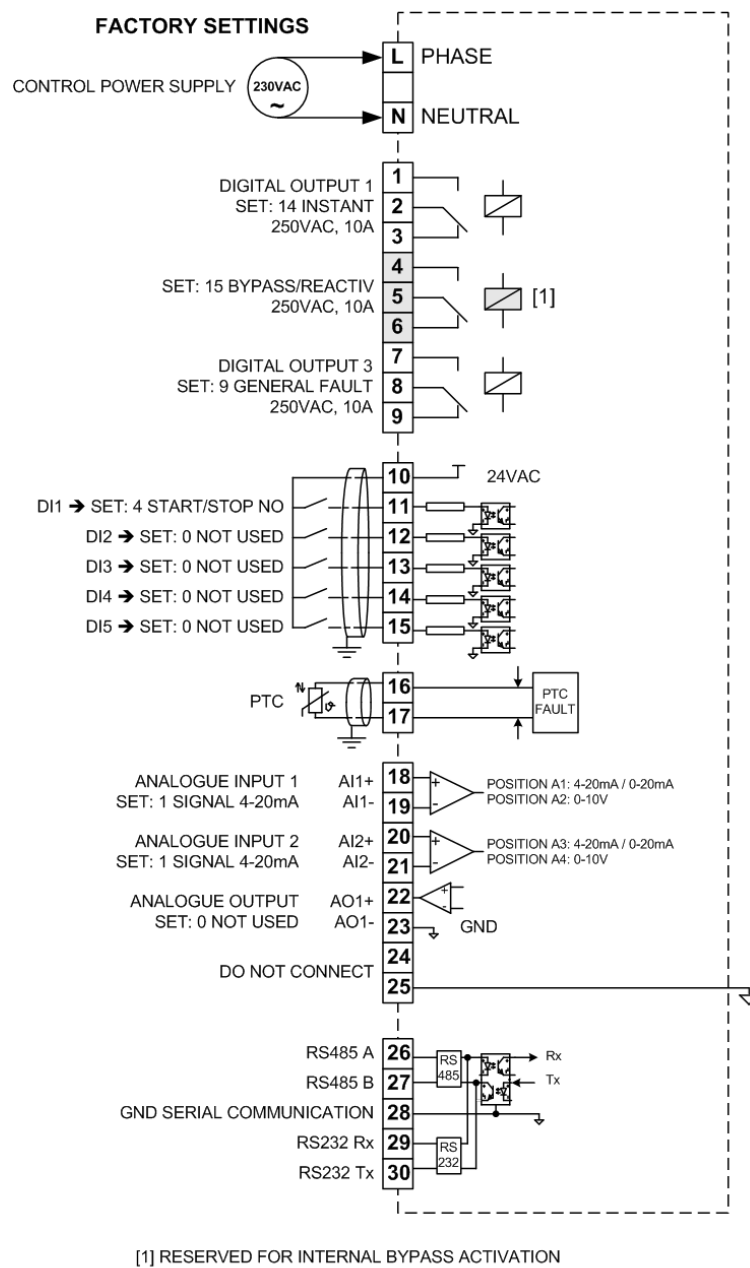 FACTORY SETTINGS
L PHASE
CONTROL POWER SUPPLY 230VAC
~
N NEUTRAL
1
DIGITAL OUTPUT 1
SET: 14 INSTANT 2
250VAC, 10A
3
4
SET: 15 BYPASS/REACTIV
250VAC, 10A 5 [1]
6
7
DIGITAL OUTPUT 3
SET: 9 GENERAL FAULT 8
250VAC, 10A
9
10 24VAC
DI1 ➔ SET: 4 START/STOP NO 11
DI2 ➔ SET: 0 NOT USED 12
DI3 ➔ SET: 0 NOT USED 13
DI4 ➔ SET: 0 NOT USED 14
DI5 ➔ SET: 0 NOT USED 15
16
PTC ϑ PTC
FAULT
17
ANALOGUE INPUT 1 AI1+ 18 + POSITION A1: 4-20mA / 0-20mA
SET: 1 SIGNAL 4-20mA AI1- 19 - POSITION A2: 0-10V
ANALOGUE INPUT 2 AI2+ 20 + POSITION A3: 4-20mA / 0-20mA
SET: 1 SIGNAL 4-20mA AI2- 21 - POSITION A4: 0-10V
ANALOGUE OUTPUT AO1+ 22 + -
SET: 0 NOT USED AO1- 23 GND
24
DO NOT CONNECT
25
RS485 A 26 RS Rx
RS485 B 27 485 Tx
GND SERIAL COMMUNICATION 28
RS232 Rx 29 RS
RS232 Tx 30 232
[1] RESERVED FOR INTERNAL BYPASS ACTIVATION